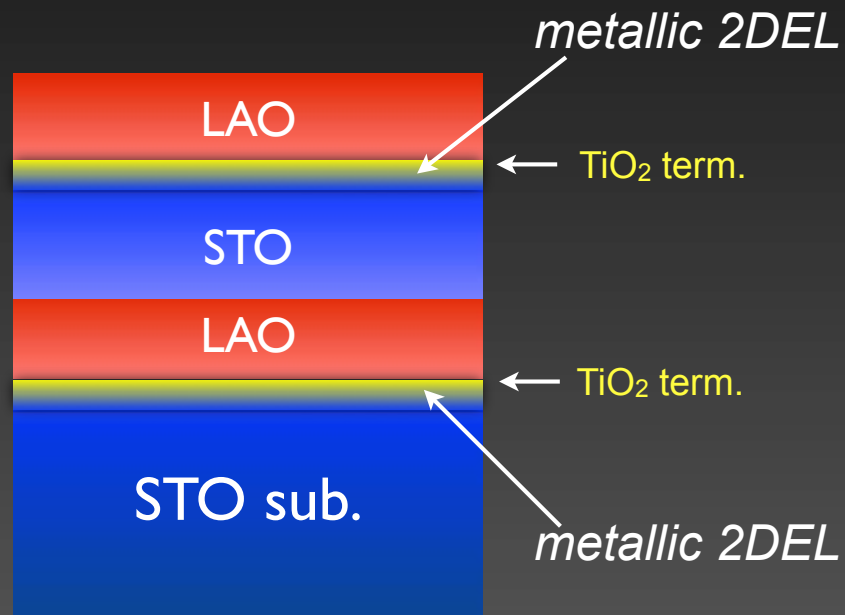 metallic 2DEL
LAO
TiO₂ term.
STO
LAO
TiO₂ term.
STO sub.
metallic 2DEL